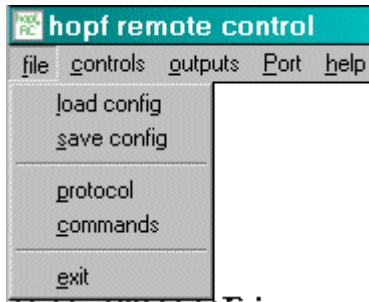 hopf remote control
file controls outputs Port help
load config
save config
protocol
commands
exit